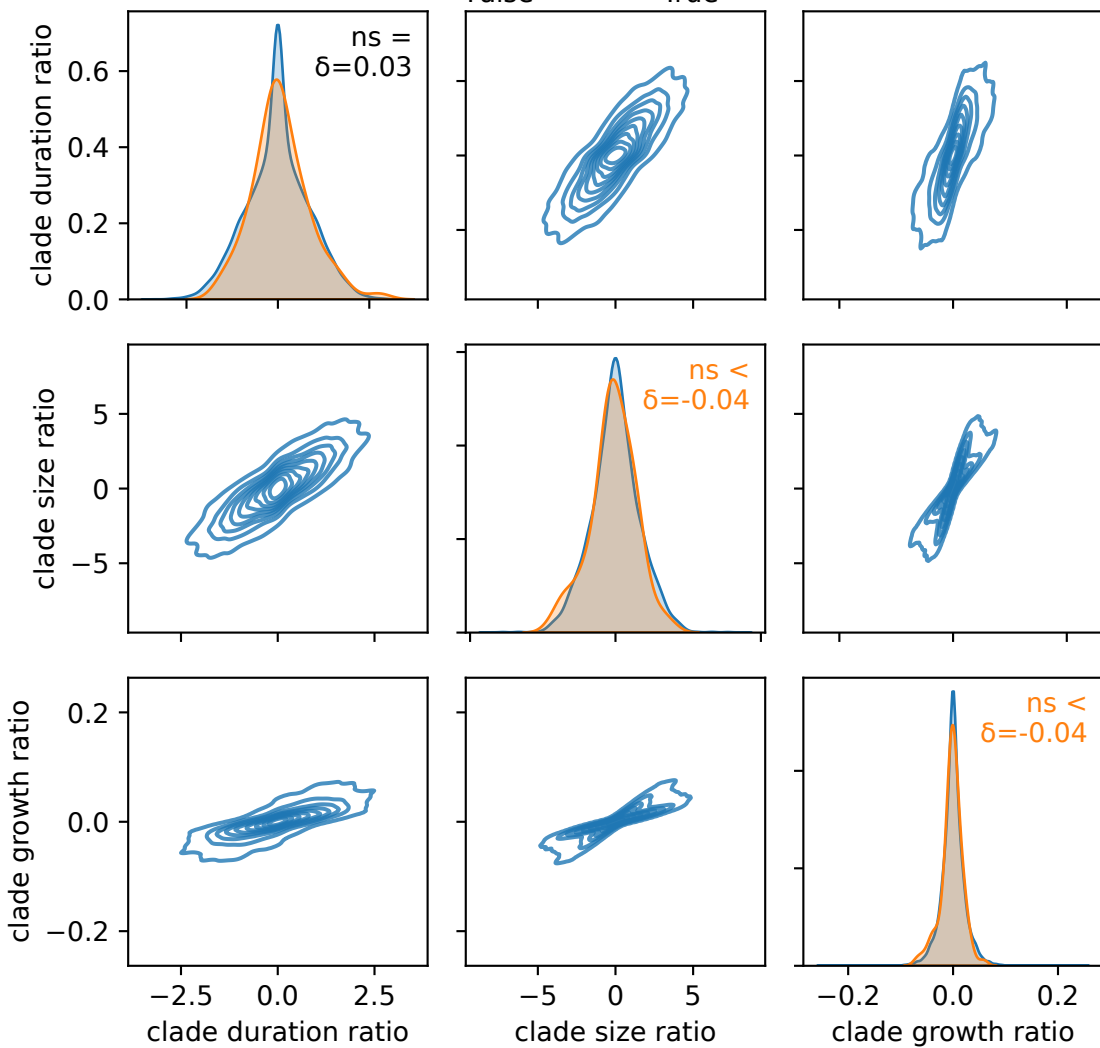 clade duration ratio
0.6
0.4
0.2
0.0
ns =
δ=0.03
clade size ratio
5
0
−5
ns <
δ=-0.04
clade growth ratio
0.2
0.0
−0.2
ns <
δ=-0.04
−2.5 0.0 2.5
−5 0 5
−0.2 0.0 0.2
clade duration ratio
clade size ratio
clade growth ratio